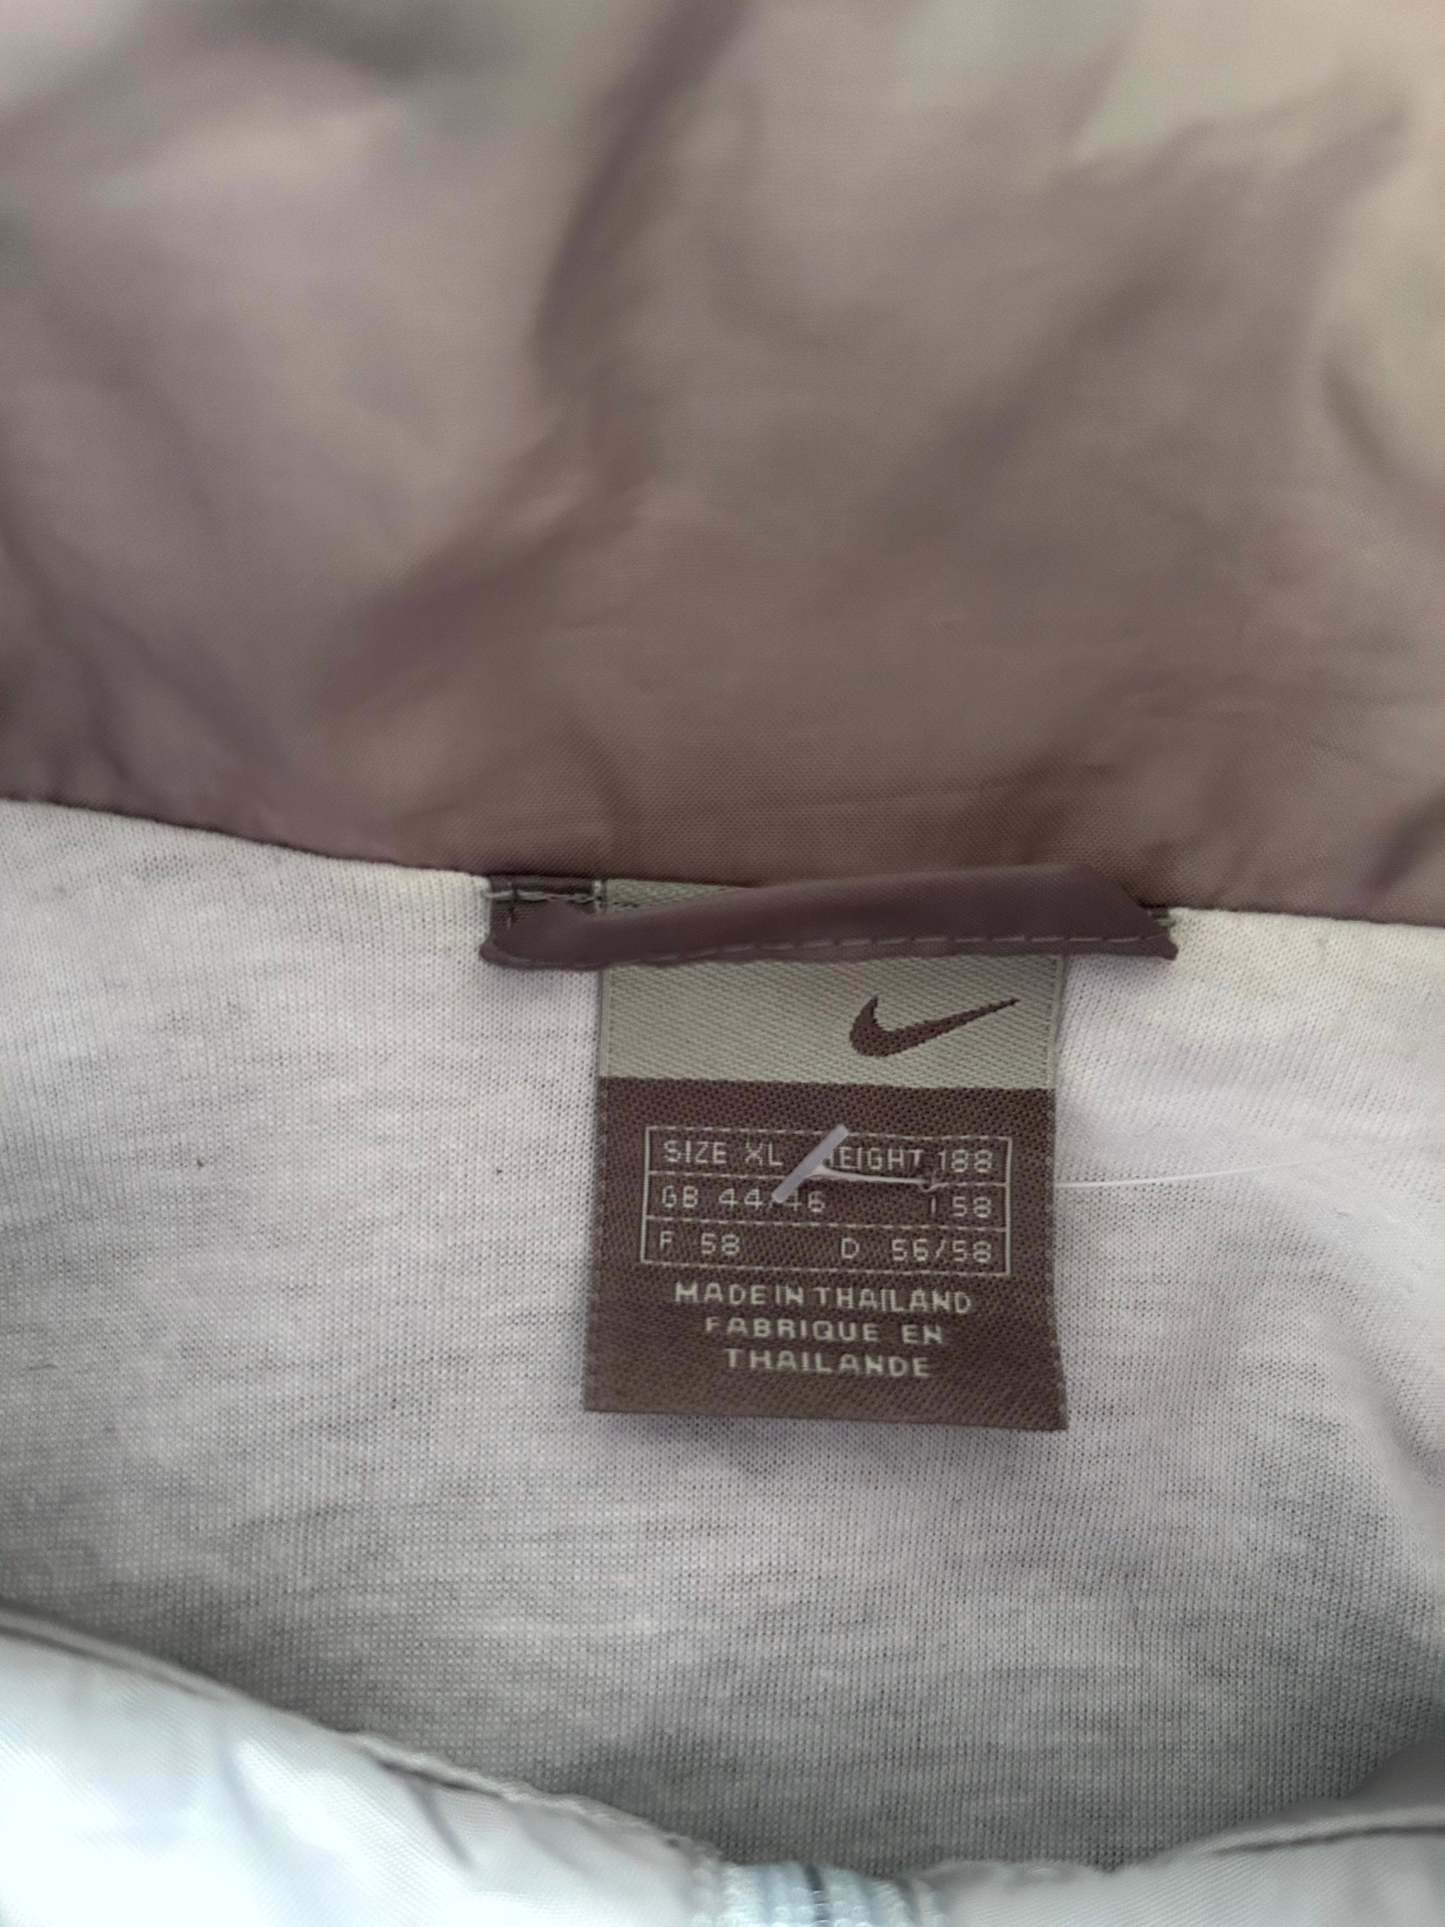 SIZE XL HEIGHT 188
GB 44/46 I 58
F 58 D 56/58
MADE IN THAILAND
FABRIQUE EN
THAILANDE